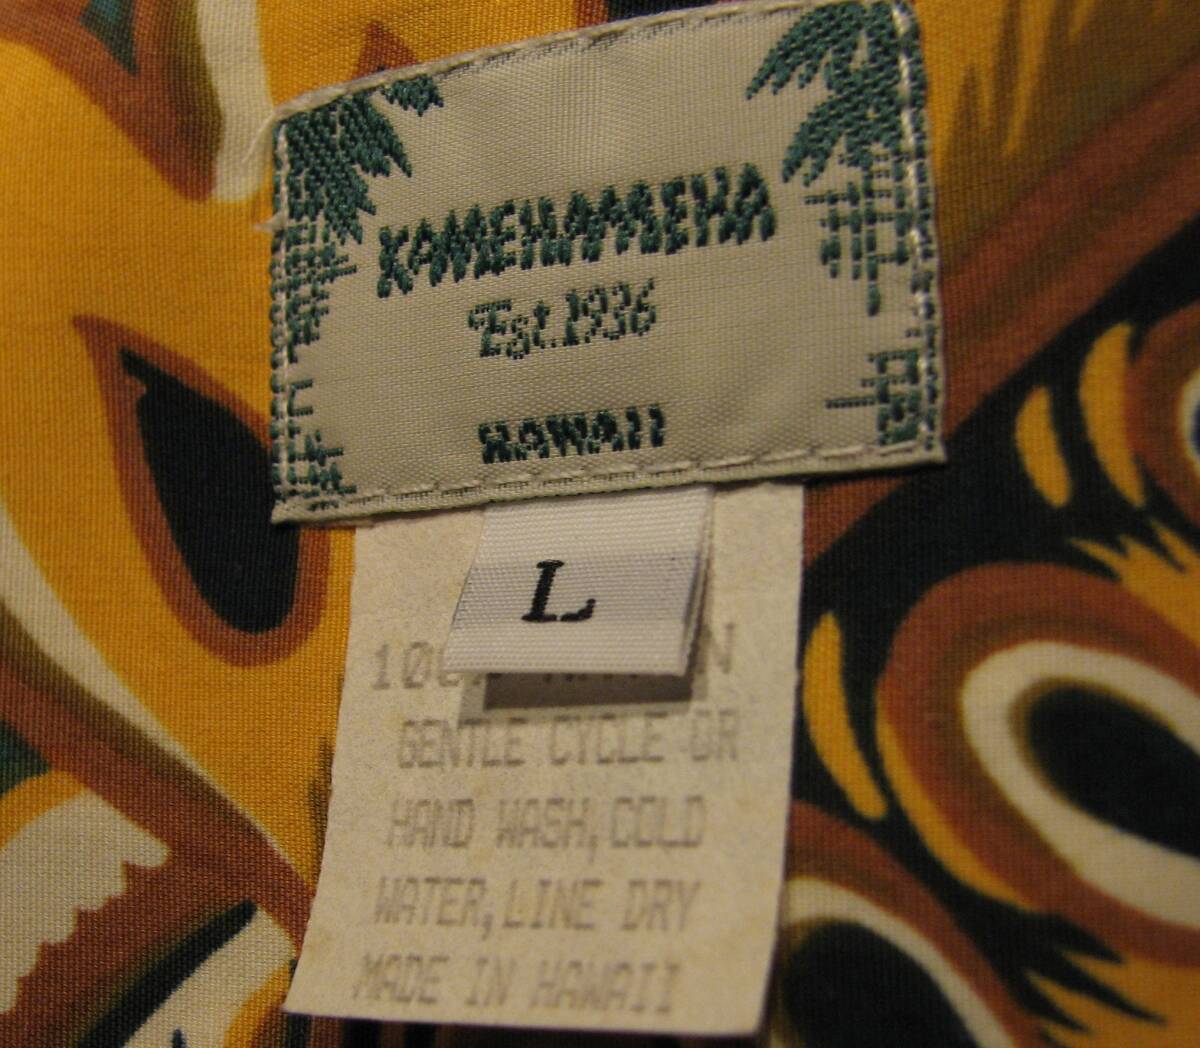 KAMEHAMEHA
Est.1936
HAWAII
L
GENTLE CYCLE OR
HAND WASH, COLD
WATER, LINE DRY
MADE IN HAWAII